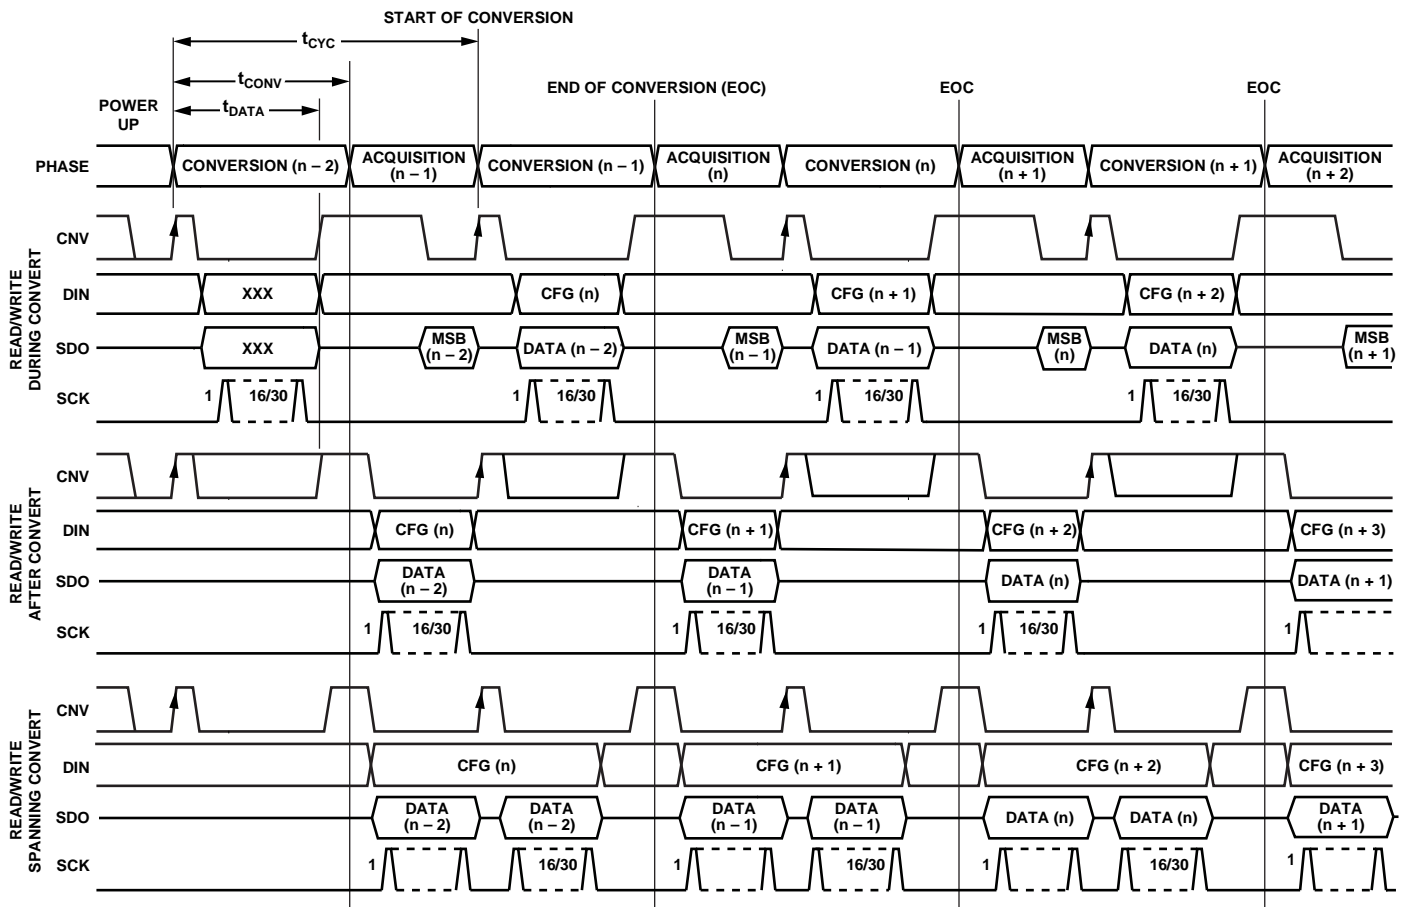 START OF CONVERSION
tCYC
tCONV
END OF CONVERSION (EOC)
EOC
EOC
POWER
UP
tDATA
PHASE
CONVERSION (n – 2)
ACQUISITION
(n – 1)
CONVERSION (n – 1)
ACQUISITION
(n)
CONVERSION (n)
ACQUISITION
(n + 1)
CONVERSION (n + 1)
ACQUISITION
(n + 2)
READ/WRITE
DURING CONVERT
CNV
DIN
XXX
CFG (n)
CFG (n + 1)
CFG (n + 2)
SDO
XXX
MSB
(n – 2)
DATA (n – 2)
MSB
(n – 1)
DATA (n – 1)
MSB
(n)
DATA (n)
MSB
(n + 1)
SCK
1
16/30
1
16/30
1
16/30
1
16/30
READ/WRITE
AFTER CONVERT
CNV
DIN
CFG (n)
CFG (n + 1)
CFG (n + 2)
CFG (n + 3)
SDO
DATA
(n – 2)
DATA
(n – 1)
DATA (n)
DATA (n + 1)
SCK
1
16/30
1
16/30
1
16/30
1
READ/WRITE
SPANNING CONVERT
CNV
DIN
CFG (n)
CFG (n + 1)
CFG (n + 2)
CFG (n + 3)
SDO
DATA
(n – 2)
DATA
(n – 2)
DATA
(n – 1)
DATA
(n – 1)
DATA (n)
DATA (n)
DATA
(n + 1)
SCK
1
16/30
1
16/30
1
16/30
1